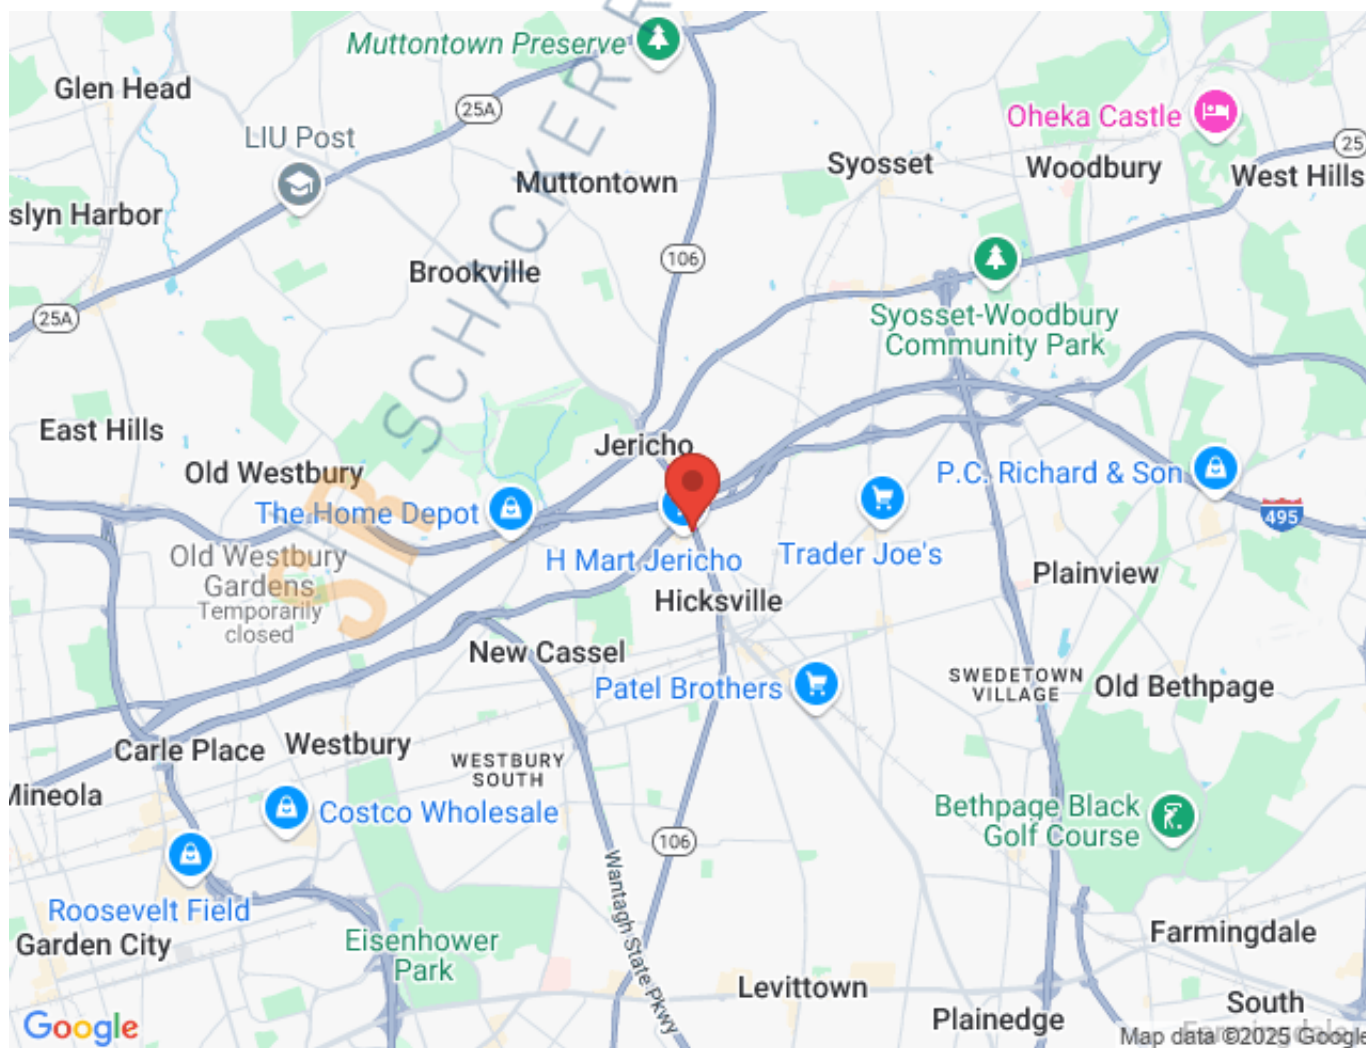 Muttontown Preserve
Glen Head
25A
Oheka Castle
LIU Post
25
Syosset
Woodbury
West Hills
Muttontown
slyn Harbor
106
Brookville
25A
Syosset-Woodbury
Community Park
SCHACKER R
East Hills
Jericho
Old Westbury
P.C. Richard & Son
The Home Depot
495
Old Westbury
Gardens
Temporarily
closed
SIB
H Mart Jericho
Trader Joe's
Plainview
Hicksville
New Cassel
Patel Brothers
SWEDETOWN
VILLAGE
Old Bethpage
Carle Place
Westbury
WESTBURY
SOUTH
Mineola
Costco Wholesale
Bethpage Black
Golf Course
106
Wantagh State Pkwy
Roosevelt Field
Garden City
Eisenhower
Park
Farmingdale
Levittown
South
Farmingdale
Plainedge
Google
Map data ©2025 Google